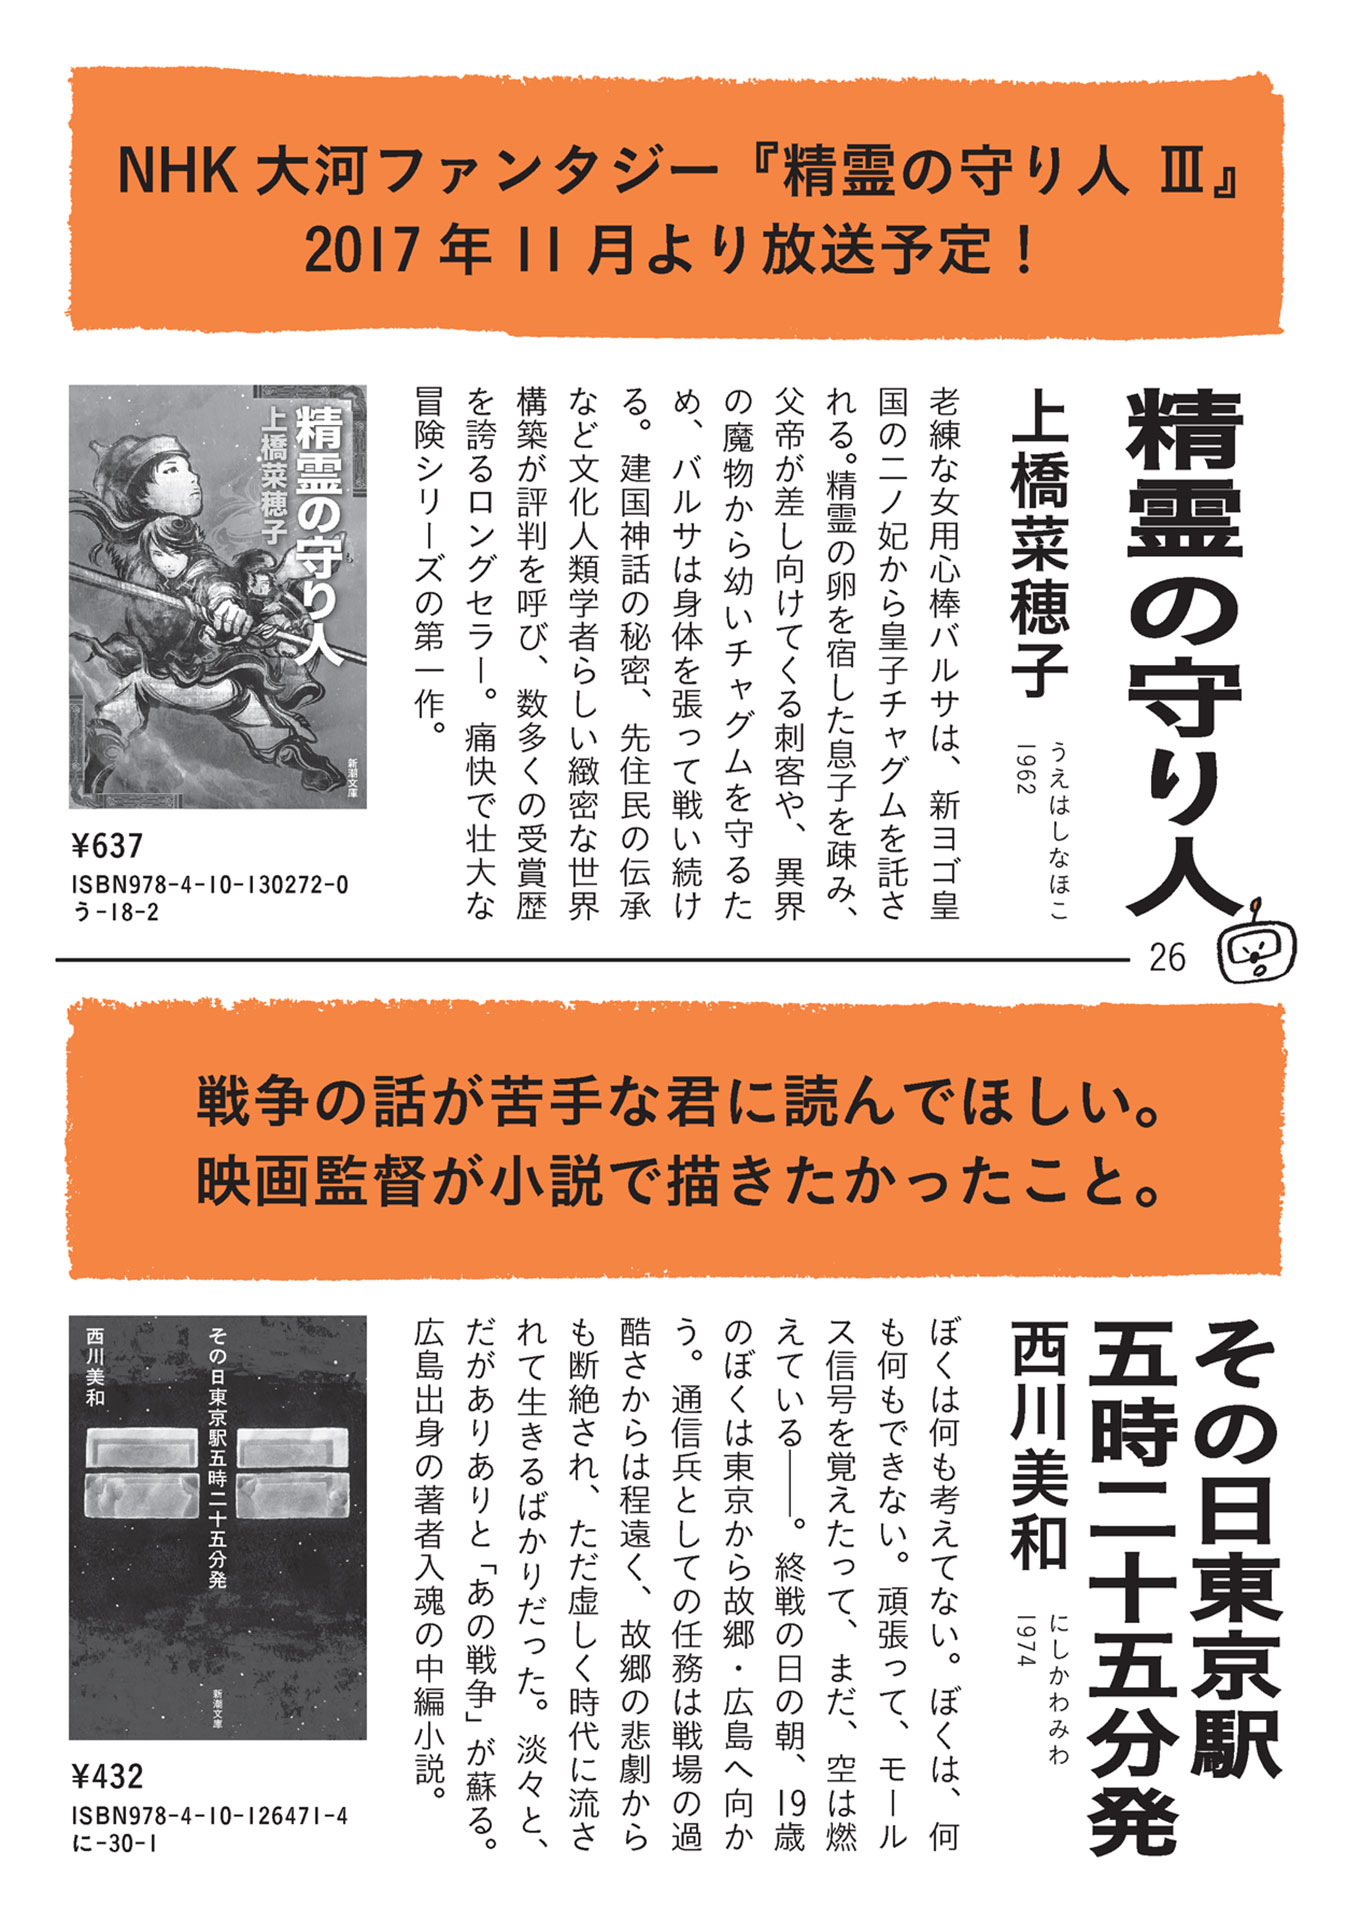 NHK 大河ファンタジー『精霊の守り人 Ⅲ』
2017 年 11 月より放送予定！
精霊の守り人
上橋菜穂子
うえはしなほこ
1962
老練な女用心棒バルサは、新ヨゴ皇
国の二ノ妃から皇子チャグムを託さ
れる。精霊の卵を宿した息子を疎み、
父帝が差し向けてくる刺客や、異界
の魔物から幼いチャグムを守るた
め、バルサは身体を張って戦い続け
る。建国神話の秘密、先住民の伝承
など文化人類学者らしい緻密な世界
構築が評判を呼び、数多くの受賞歴
を誇るロングセラー。痛快で壮大な
冒険シリーズの第一作。
精霊の守り人
上橋菜穂子
新潮文庫
¥637
ISBN978-4-10-130272-0
う-18-2
26
戦争の話が苦手な君に読んでほしい。
映画監督が小説で描きたかったこと。
その日東京駅
五時二十五分発
西川美和
にしかわみわ
1974
ぼくは何も考えてない。ぼくは、何
も何もできない。頑張って、モール
ス信号を覚えたって、まだ、空は燃
えている――。終戦の日の朝、19歳
のぼくは東京から故郷・広島へ向か
う。通信兵としての任務は戦場の過
酷さからは程遠く、故郷の悲劇から
も断絶され、ただ虚しく時代に流さ
れて生きるばかりだった。淡々と、
だがありありと「あの戦争」が蘇る。
広島出身の著者入魂の中編小説。
その日東京駅五時二十五分発
西川美和
新潮文庫
¥432
ISBN978-4-10-126471-4
に-30-1